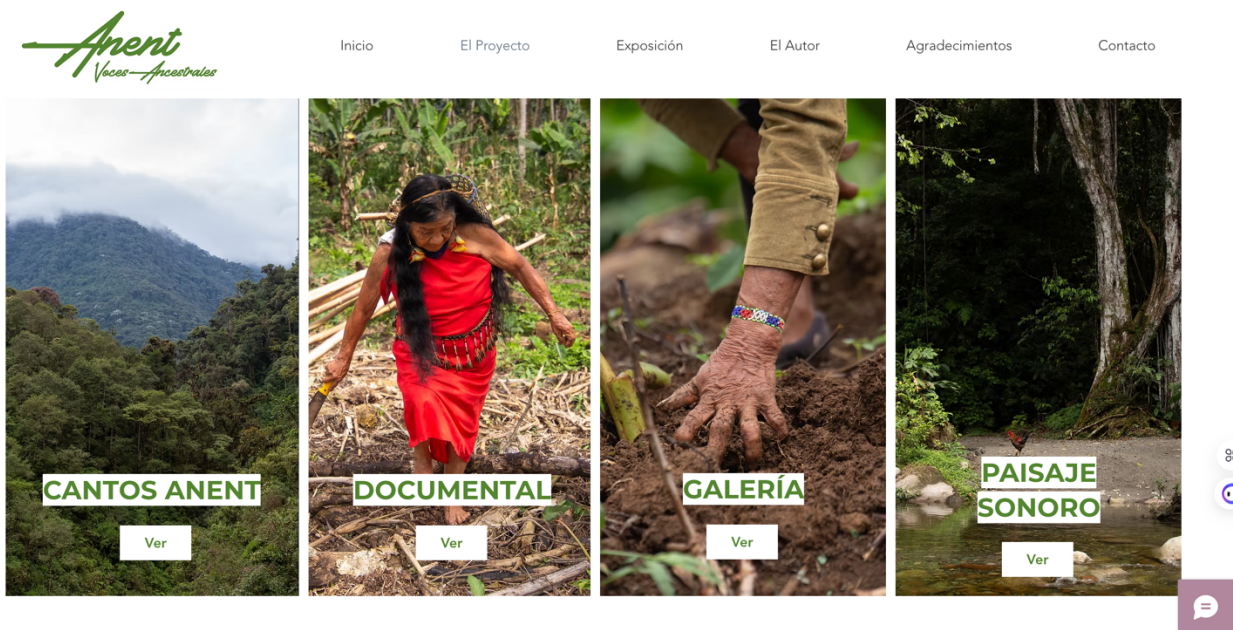 Anent
Voces Ancestrales
Inicio
El Proyecto
Exposición
El Autor
Agradecimientos
Contacto
CANTOS ANENT
Ver
DOCUMENTAL
Ver
GALERÍA
Ver
PAISAJE
SONORO
Ver